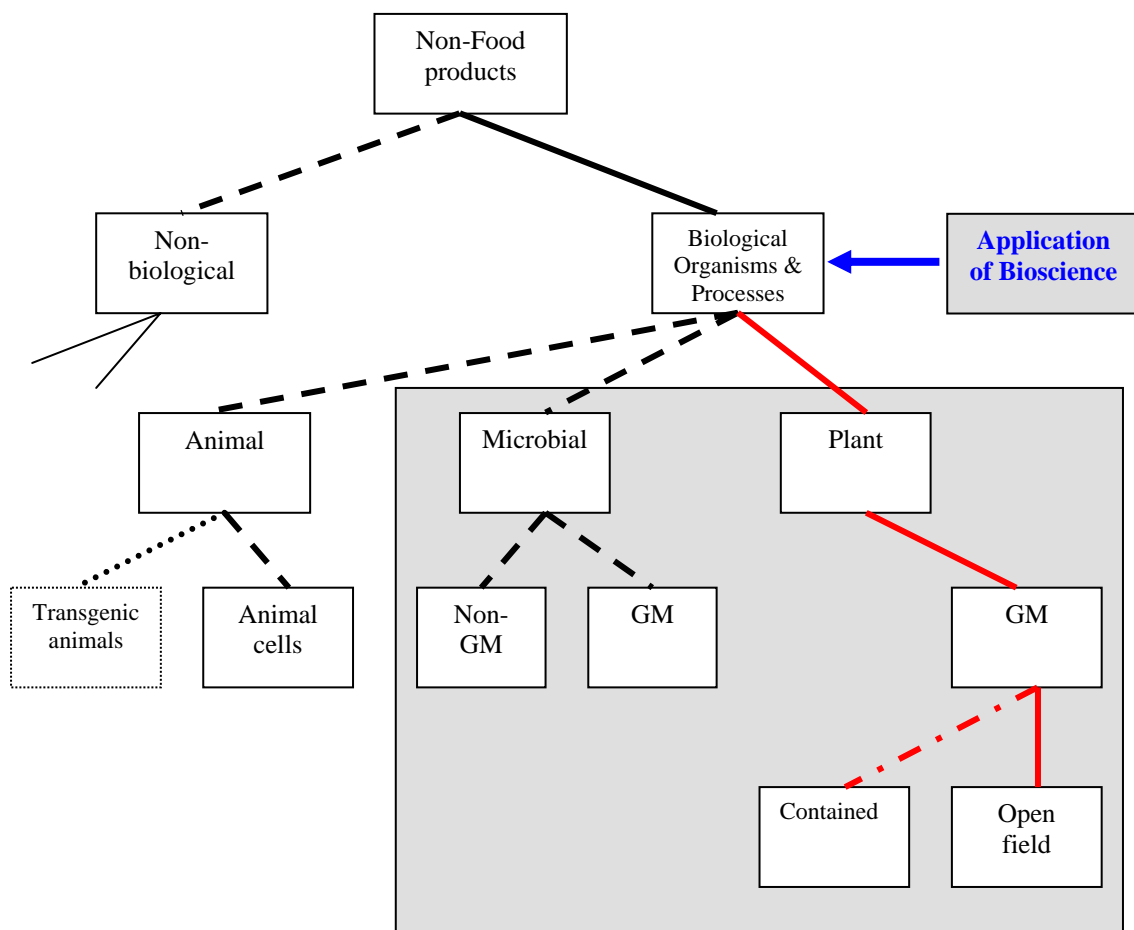 Non-Food
products
Non-
biological
Biological
Organisms &
Processes
Application
of Bioscience
Animal
Microbial
Plant
Transgenic
animals
Animal
cells
Non-
GM
GM
GM
Contained
Open
field